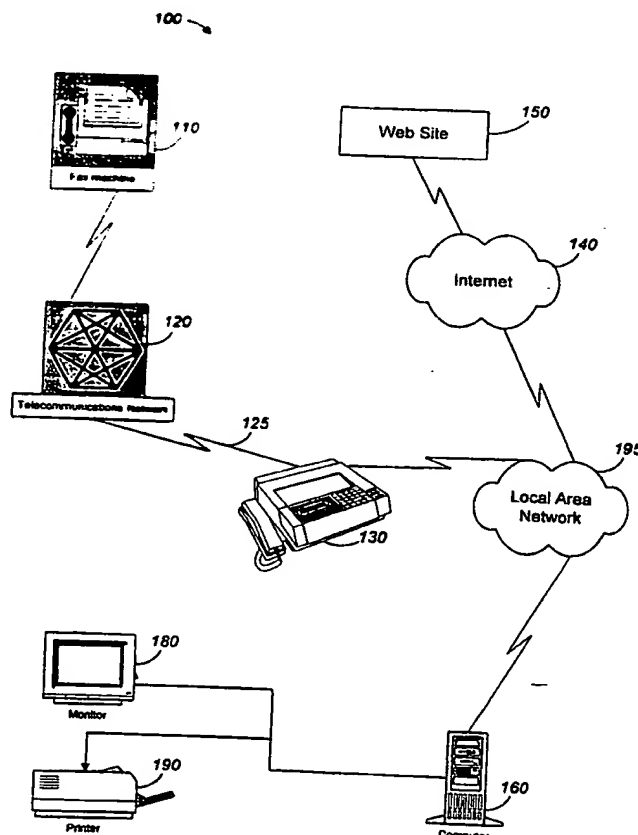 100
110
Fax machine
150
Web Site
140
Internet
120
Telecommunications Network
125
195
Local Area
Network
130
180
Monitor
190
Printer
160
Computer